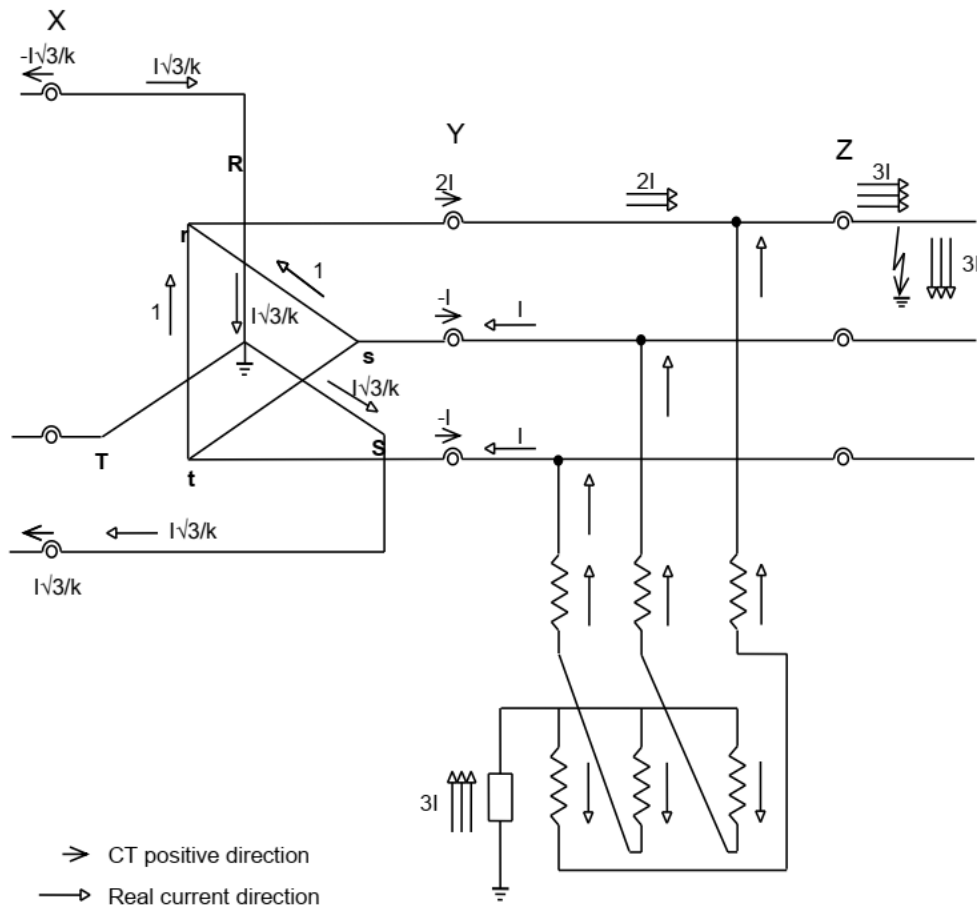 X
-I√3/k
I√3/k
R
Y
Z
2I
2I
3I
r
1
1
I√3/k
-I
I
3I
s
I√3/k
-I
I
T
t
S
I√3/k
I√3/k
3I
CT positive direction
Real current direction